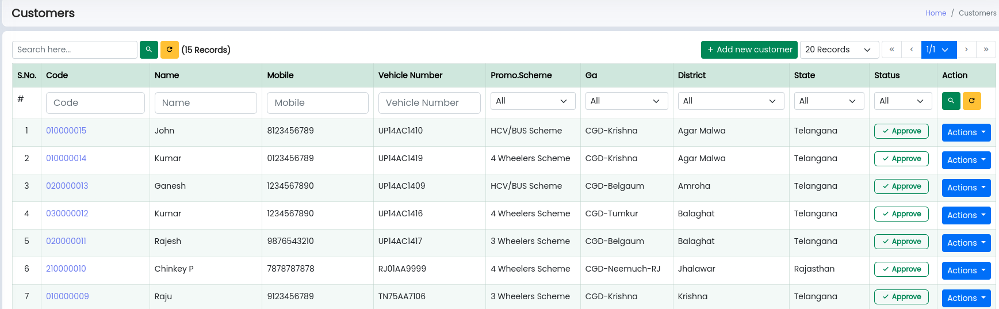 Customers
Home / Customers
Search here... (15 Records) + Add new customer 20 Records « ‹ 1/1 › »
S.No. Code Name Mobile Vehicle Number Promo.Scheme Ga District State Status Action
# Code Name Mobile Vehicle Number All All All All All
1 010000015 John 8123456789 UP14AC1410 HCV/BUS Scheme CGD-Krishna Agar Malwa Telangana Approve Actions
2 010000014 Kumar 0123456789 UP14AC1419 4 Wheelers Scheme CGD-Krishna Agar Malwa Telangana Approve Actions
3 020000013 Ganesh 1234567890 UP14AC1409 HCV/BUS Scheme CGD-Belgaum Amroha Telangana Approve Actions
4 030000012 Kumar 1234567890 UP14AC1416 4 Wheelers Scheme CGD-Tumkur Balaghat Telangana Approve Actions
5 020000011 Rajesh 9876543210 UP14AC1417 3 Wheelers Scheme CGD-Belgaum Balaghat Telangana Approve Actions
6 210000010 Chinkey P 7878787878 RJ01AA9999 4 Wheelers Scheme CGD-Neemuch-RJ Jhalawar Rajasthan Approve Actions
7 010000009 Raju 9123456789 TN75AA7106 3 Wheelers Scheme CGD-Krishna Krishna Telangana Approve Actions